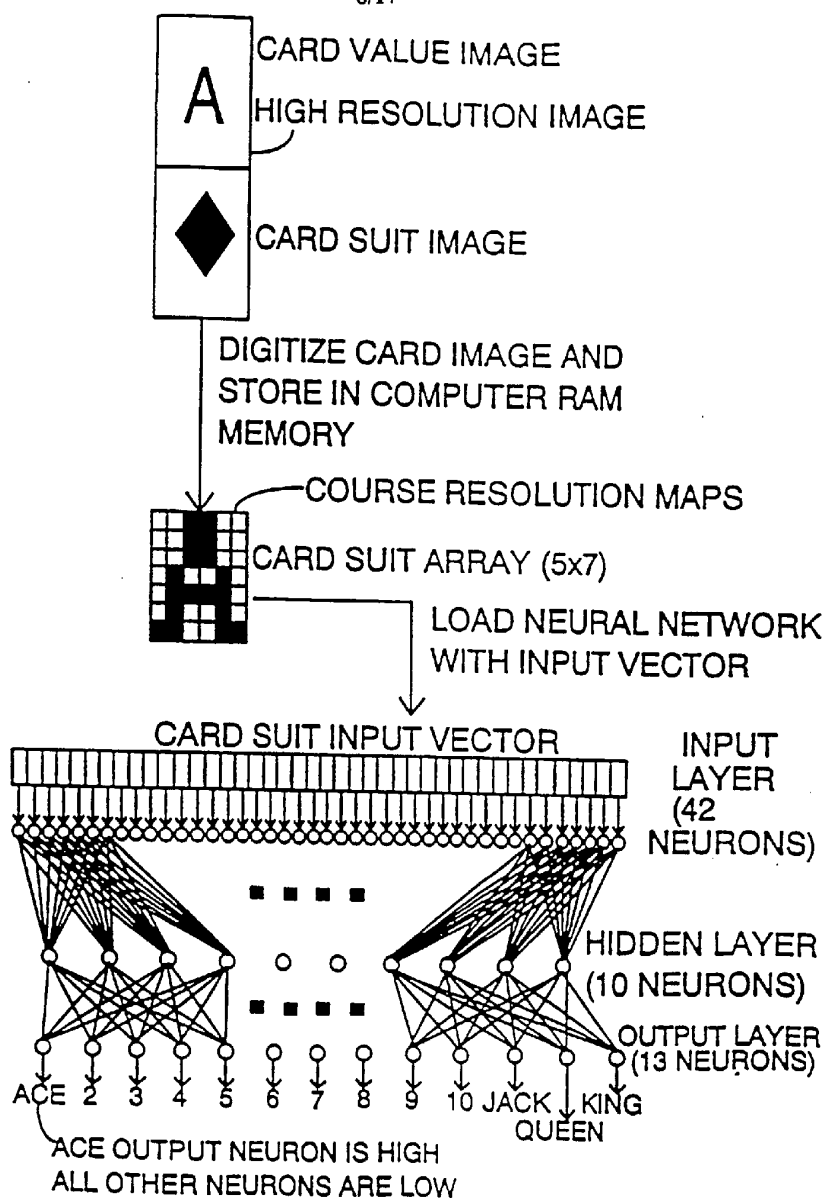 CARD VALUE IMAGE
A
HIGH RESOLUTION IMAGE
CARD SUIT IMAGE
DIGITIZE CARD IMAGE AND
STORE IN COMPUTER RAM
MEMORY
COURSE RESOLUTION MAPS
CARD SUIT ARRAY (5x7)
LOAD NEURAL NETWORK
WITH INPUT VECTOR
CARD SUIT INPUT VECTOR
INPUT
LAYER
(42
NEURONS)
HIDDEN LAYER
(10 NEURONS)
OUTPUT LAYER
(13 NEURONS)
ACE 2 3 4 5 6 7 8 9 10 JACK KING
QUEEN
ACE OUTPUT NEURON IS HIGH
ALL OTHER NEURONS ARE LOW